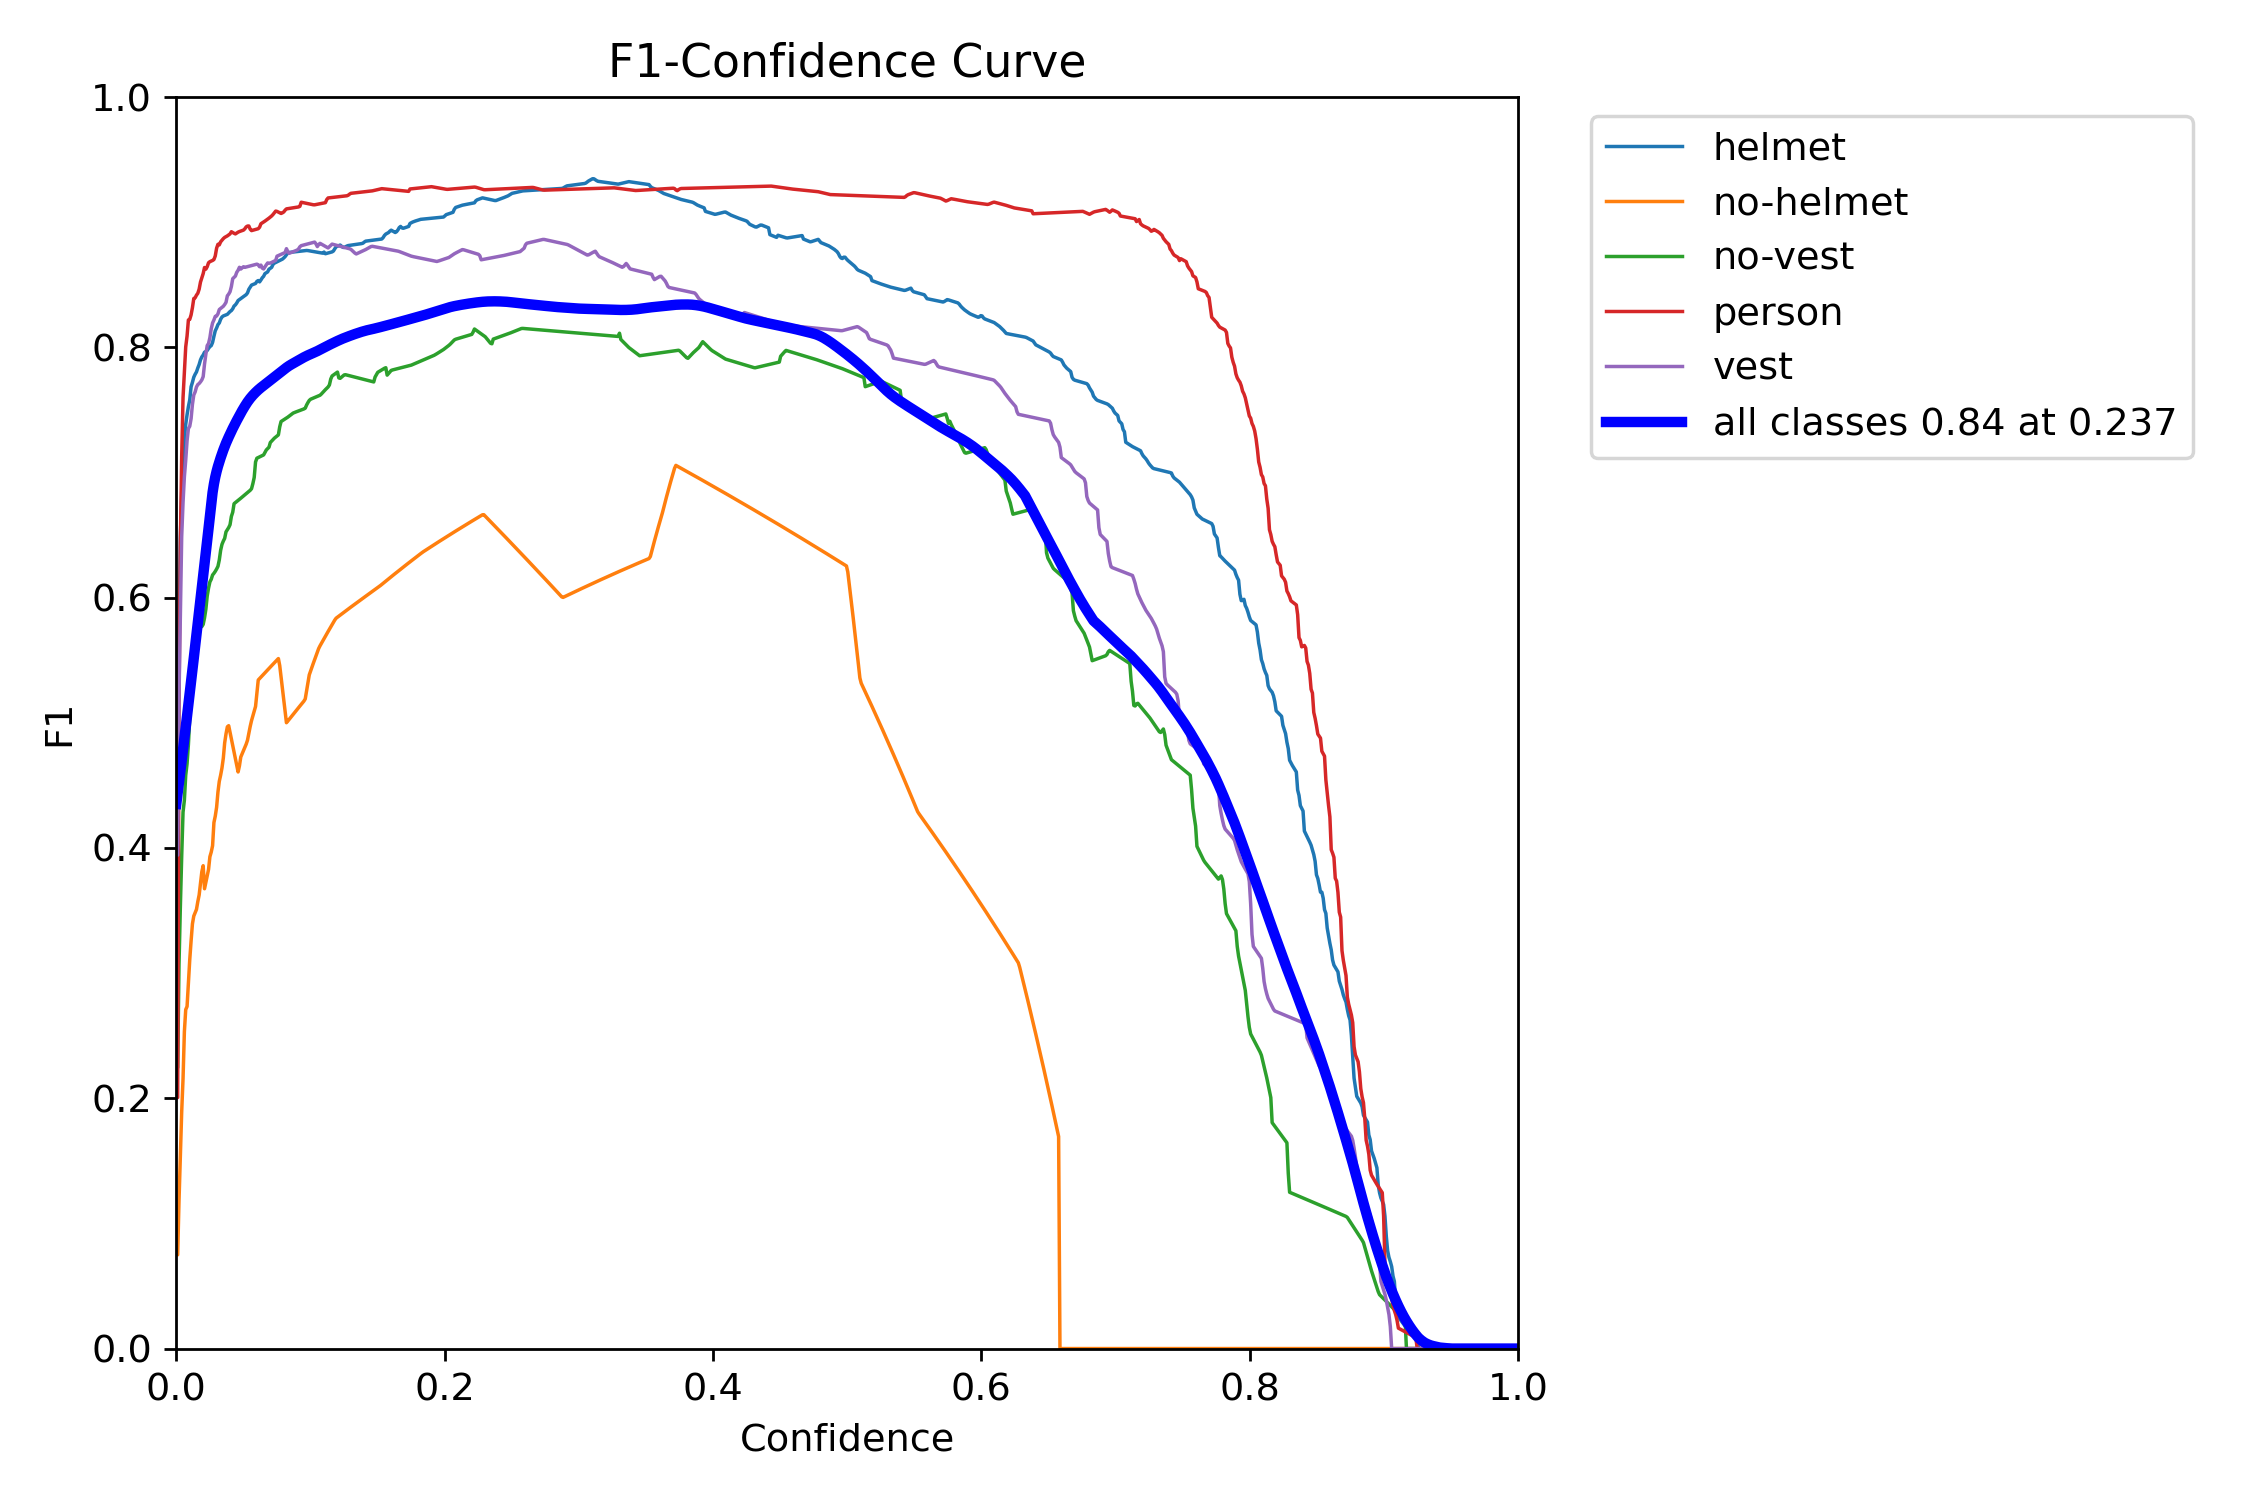 F1-Confidence Curve
1.0
0.8
0.6
0.4
0.2
0.0
F1
0.0 0.2 0.4 0.6 0.8 1.0
Confidence
helmet
no-helmet
no-vest
person
vest
all classes 0.84 at 0.237